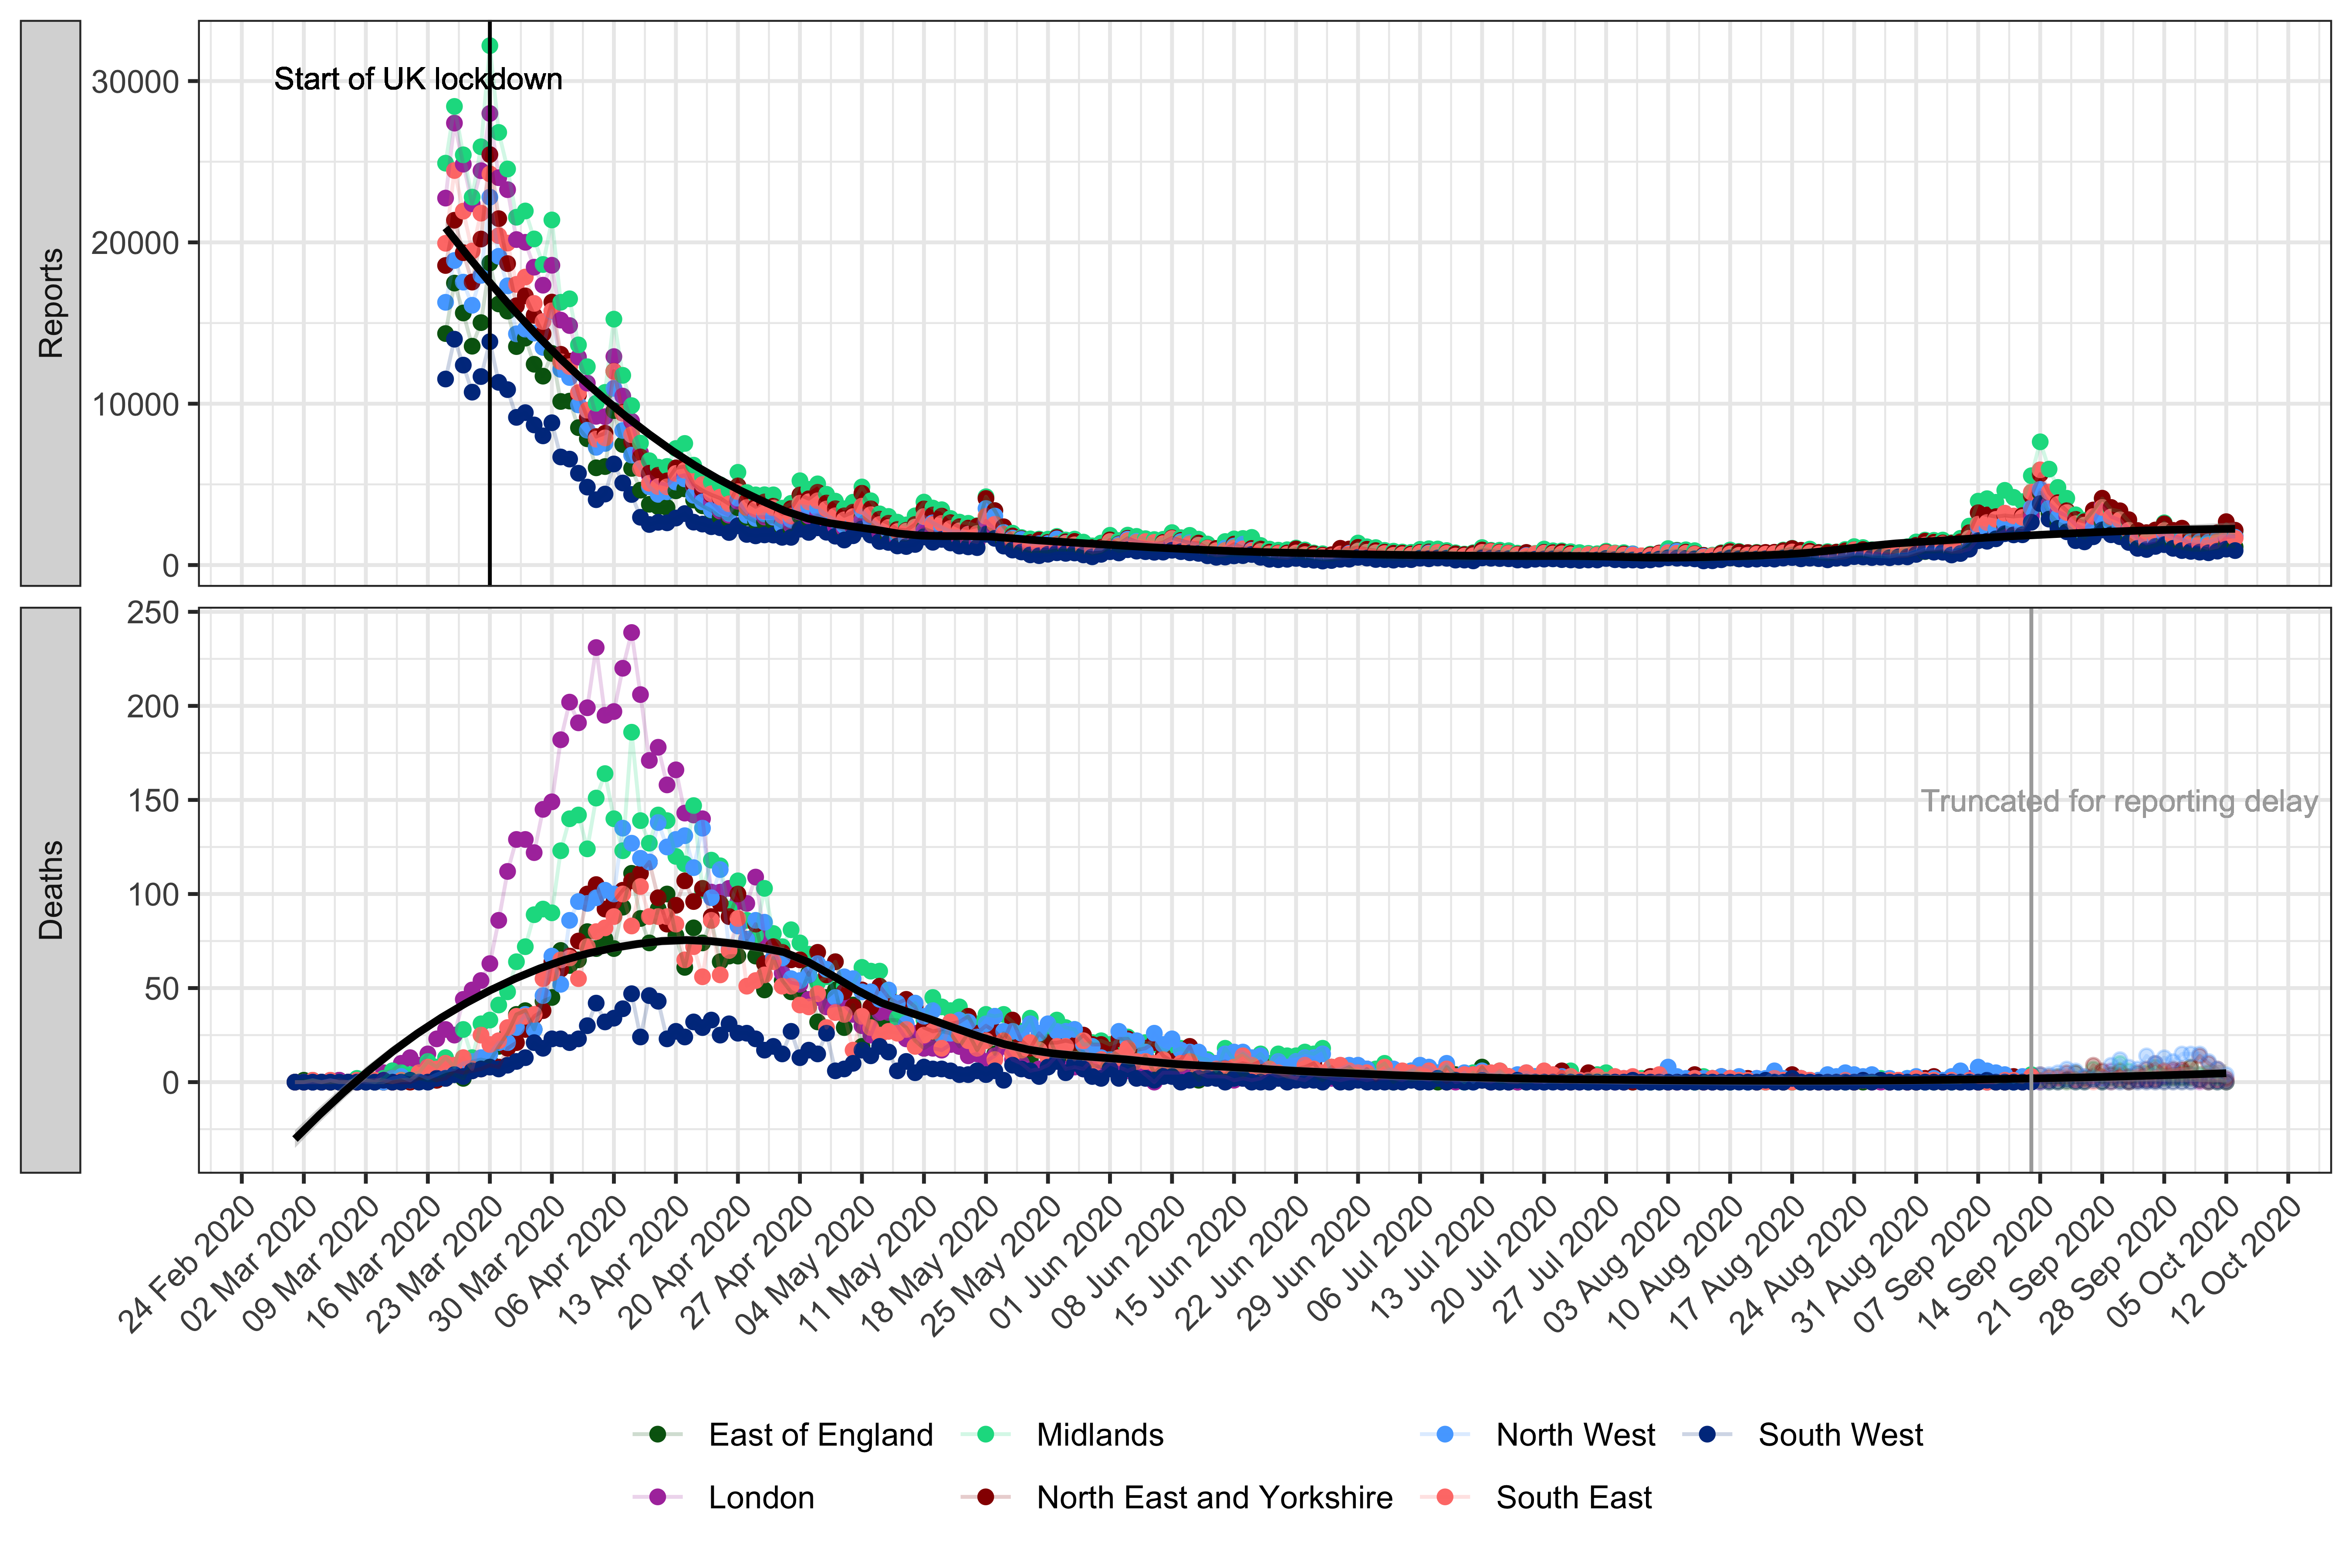 Reports
30000
20000
10000
0
Start of UK lockdown
Deaths
250
200
150
100
50
0
Truncated for reporting delay
24 Feb 2020
02 Mar 2020
09 Mar 2020
16 Mar 2020
23 Mar 2020
30 Mar 2020
06 Apr 2020
13 Apr 2020
20 Apr 2020
27 Apr 2020
04 May 2020
11 May 2020
18 May 2020
25 May 2020
01 Jun 2020
08 Jun 2020
15 Jun 2020
22 Jun 2020
29 Jun 2020
06 Jul 2020
13 Jul 2020
20 Jul 2020
27 Jul 2020
03 Aug 2020
10 Aug 2020
17 Aug 2020
24 Aug 2020
31 Aug 2020
07 Sep 2020
14 Sep 2020
21 Sep 2020
28 Sep 2020
05 Oct 2020
12 Oct 2020
East of England
Midlands
North West
South West
London
North East and Yorkshire
South East